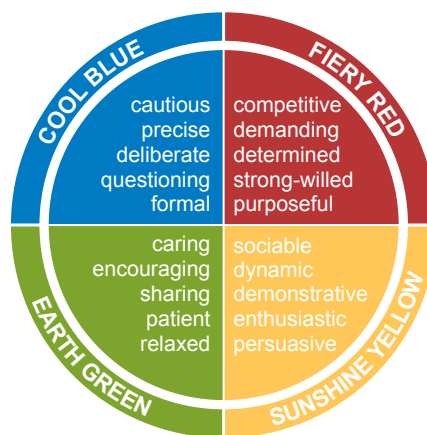 COOL BLUE
cautious
precise
deliberate
questioning
formal
FIERY RED
competitive
demanding
determined
strong-willed
purposeful
EARTH GREEN
caring
encouraging
sharing
patient
relaxed
SUNSHINE YELLOW
sociable
dynamic
demonstrative
enthusiastic
persuasive